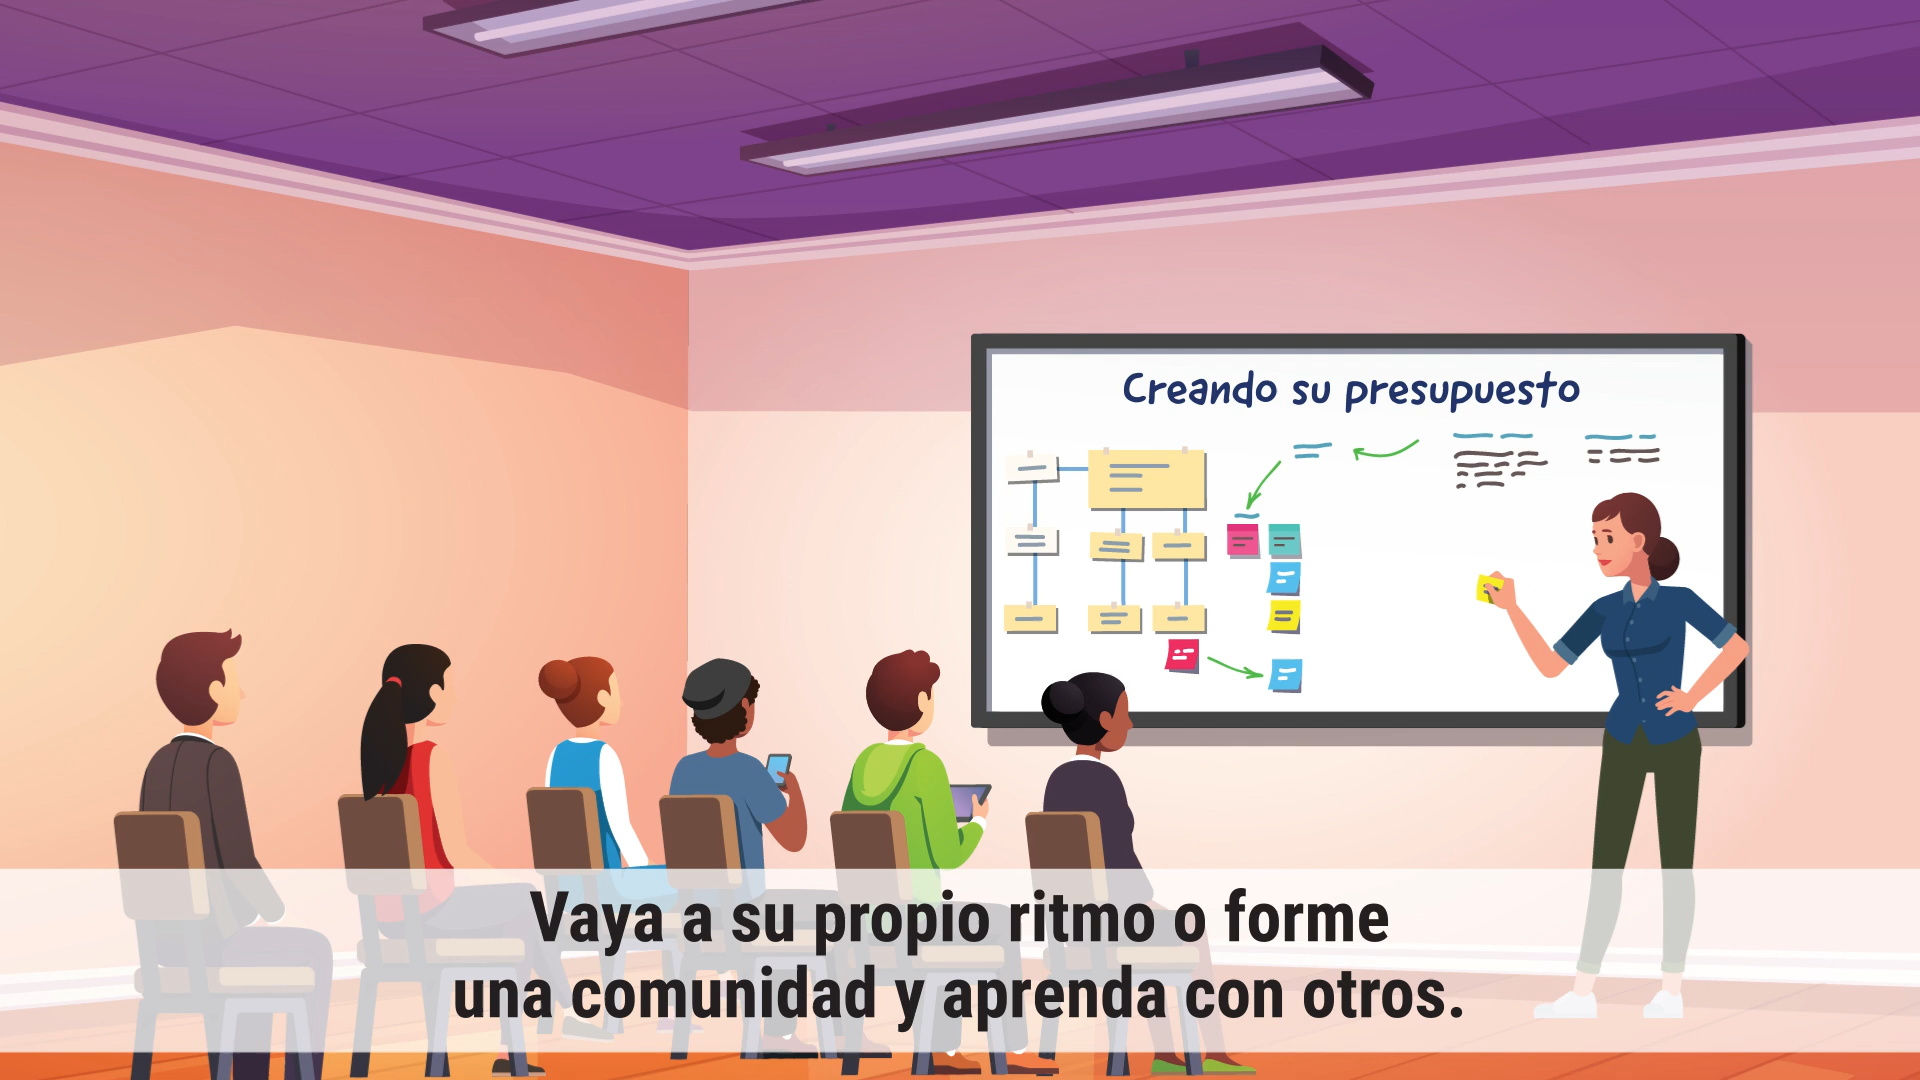 Creando su presupuesto
Vaya a su propio ritmo o forme
una comunidad y aprenda con otros.